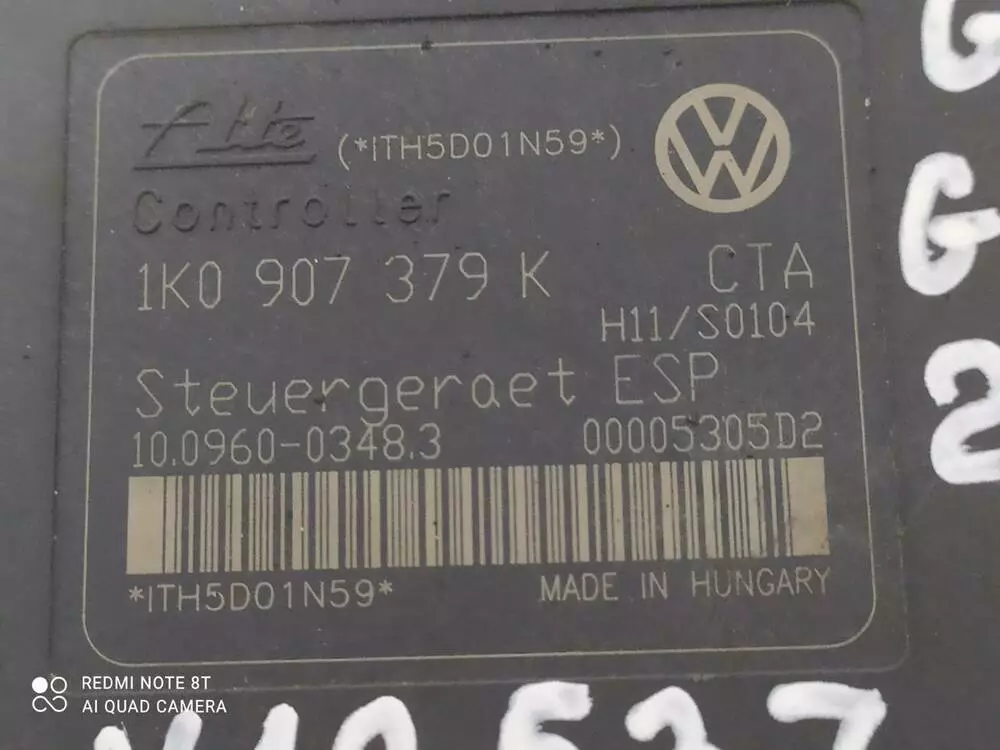 Ate (*ITH5D01N59*)
Controller
1K0 907 379 K CTA
H11/S0104
Steuergeraet ESP
10.0960-0348.3 00005305D2
*ITH5D01N59* MADE IN HUNGARY
G
G
2
REDMI NOTE 8T
AI QUAD CAMERA